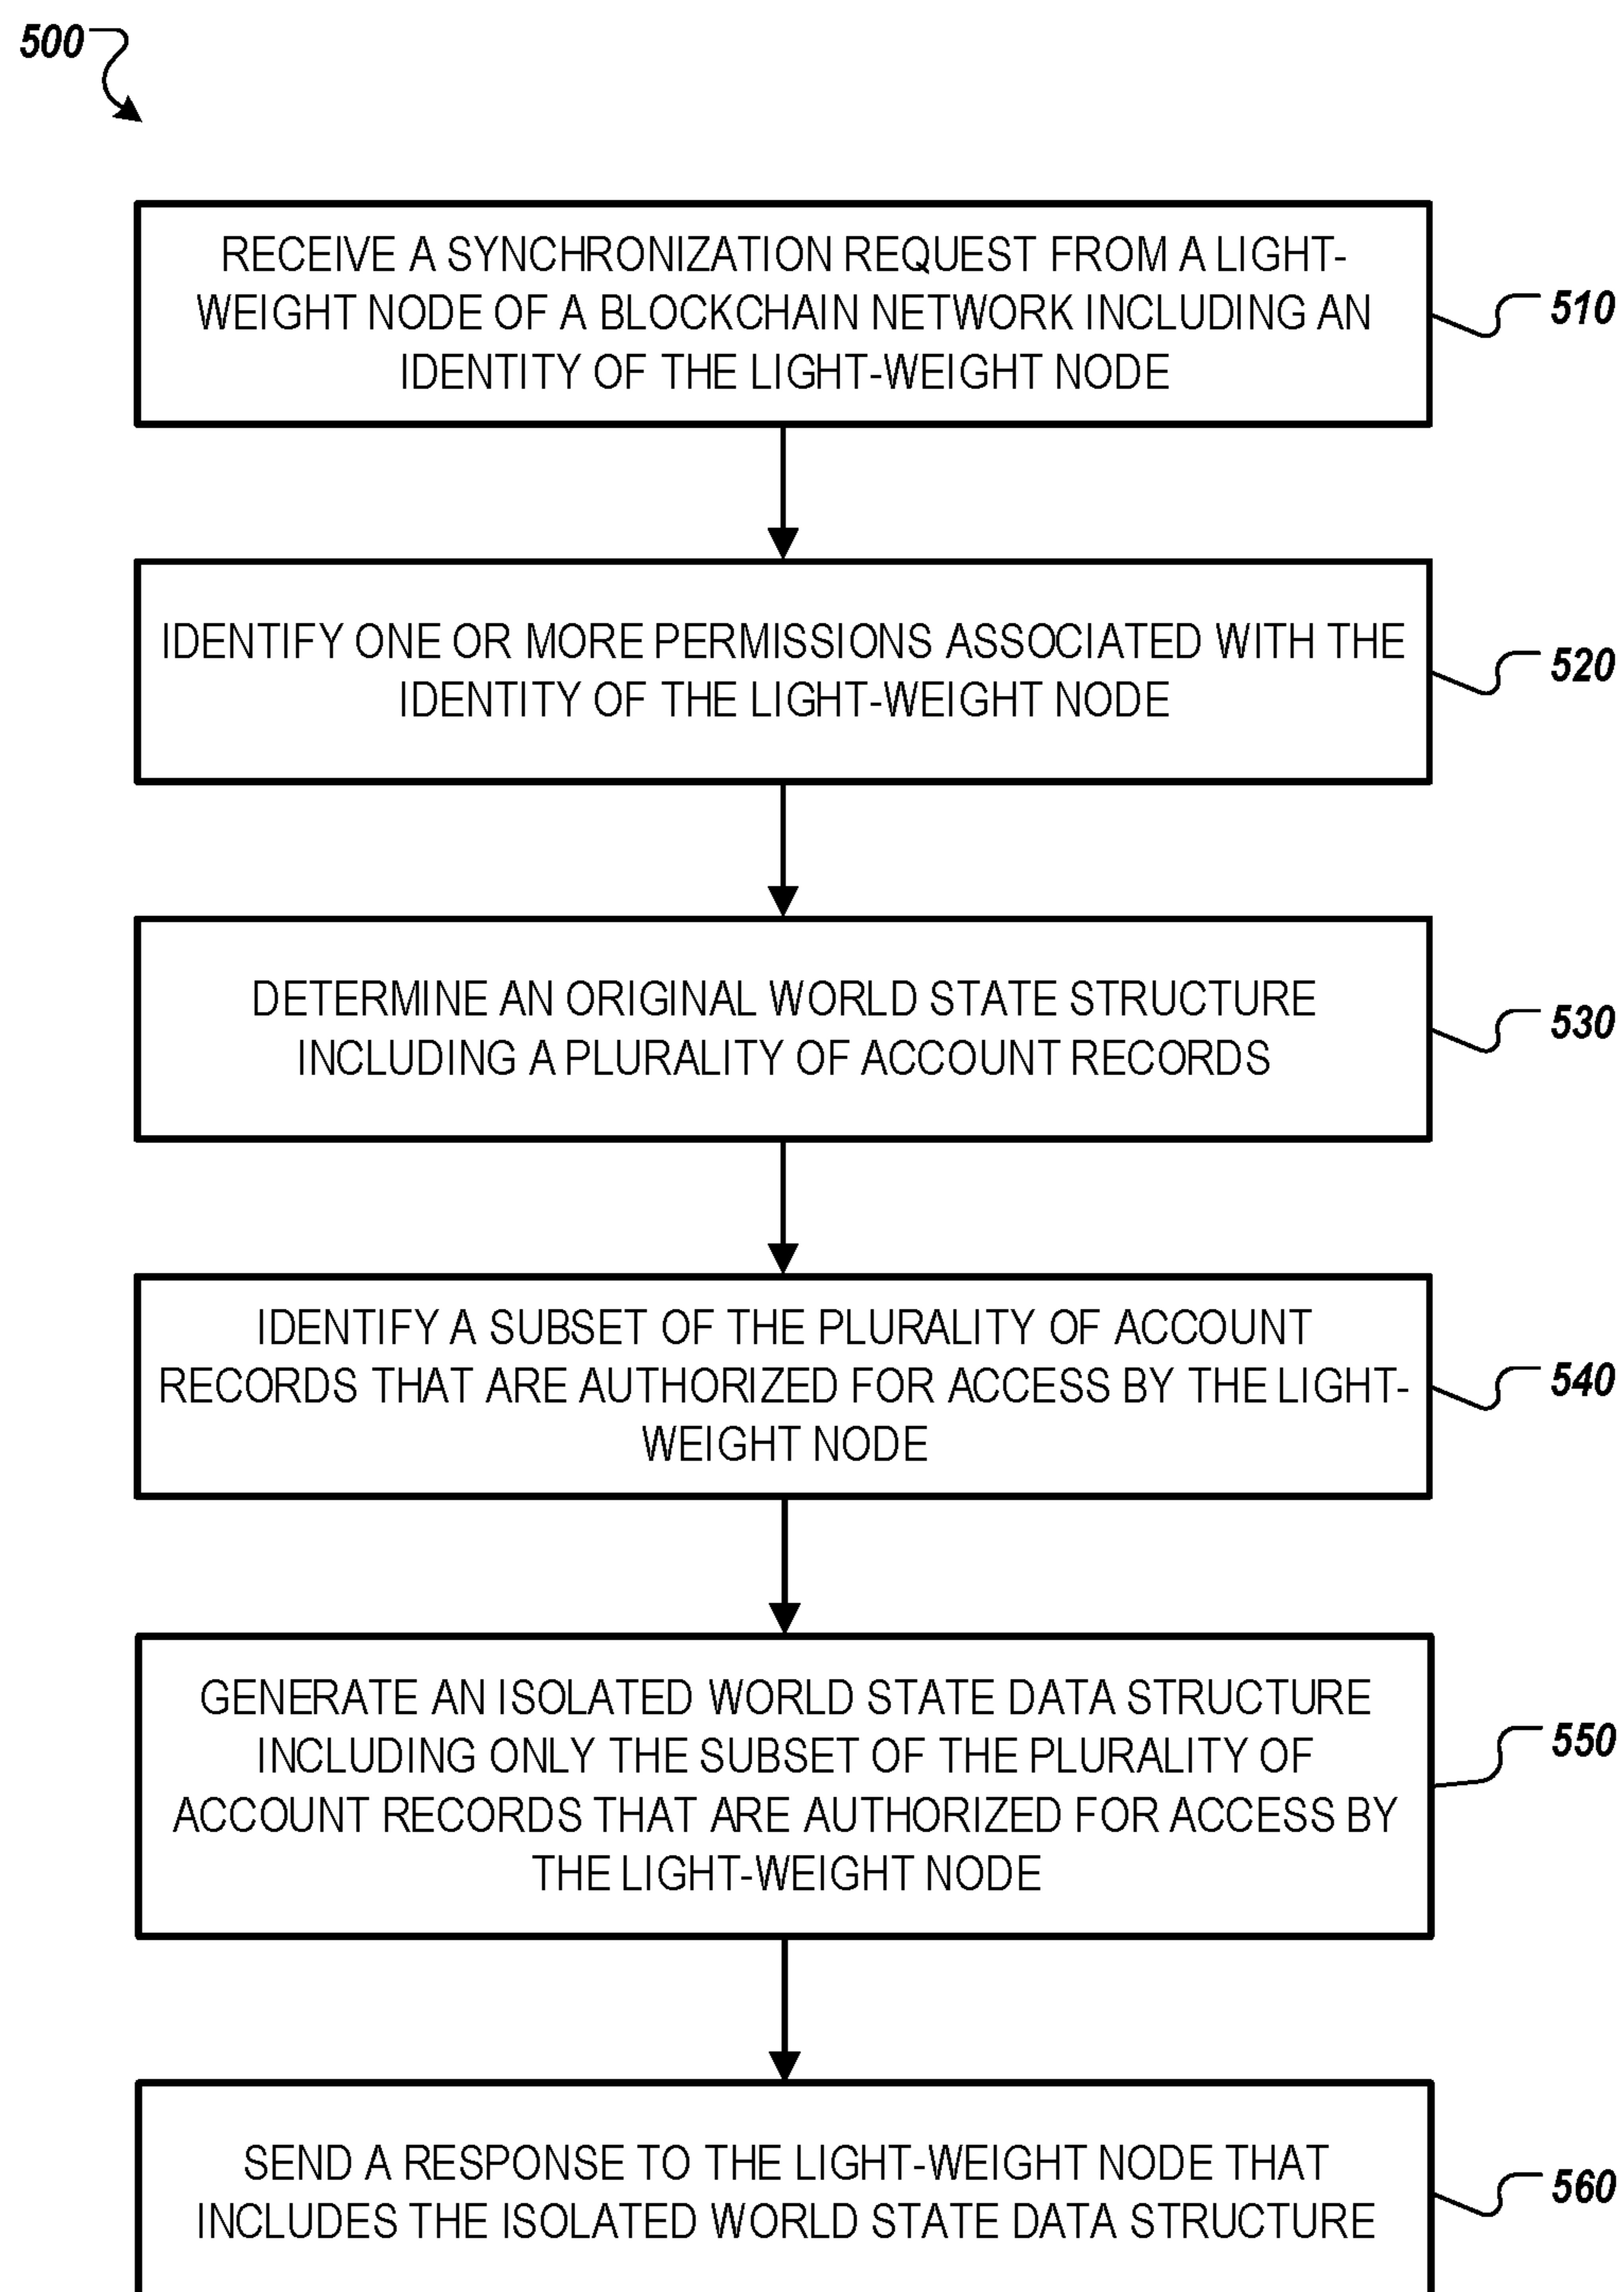 500
RECEIVE A SYNCHRONIZATION REQUEST FROM A LIGHT-
WEIGHT NODE OF A BLOCKCHAIN NETWORK INCLUDING AN
IDENTITY OF THE LIGHT-WEIGHT NODE
510
IDENTIFY ONE OR MORE PERMISSIONS ASSOCIATED WITH THE
IDENTITY OF THE LIGHT-WEIGHT NODE
520
DETERMINE AN ORIGINAL WORLD STATE STRUCTURE
INCLUDING A PLURALITY OF ACCOUNT RECORDS
530
IDENTIFY A SUBSET OF THE PLURALITY OF ACCOUNT
RECORDS THAT ARE AUTHORIZED FOR ACCESS BY THE LIGHT-
WEIGHT NODE
540
GENERATE AN ISOLATED WORLD STATE DATA STRUCTURE
INCLUDING ONLY THE SUBSET OF THE PLURALITY OF
ACCOUNT RECORDS THAT ARE AUTHORIZED FOR ACCESS BY
THE LIGHT-WEIGHT NODE
550
SEND A RESPONSE TO THE LIGHT-WEIGHT NODE THAT
INCLUDES THE ISOLATED WORLD STATE DATA STRUCTURE
560